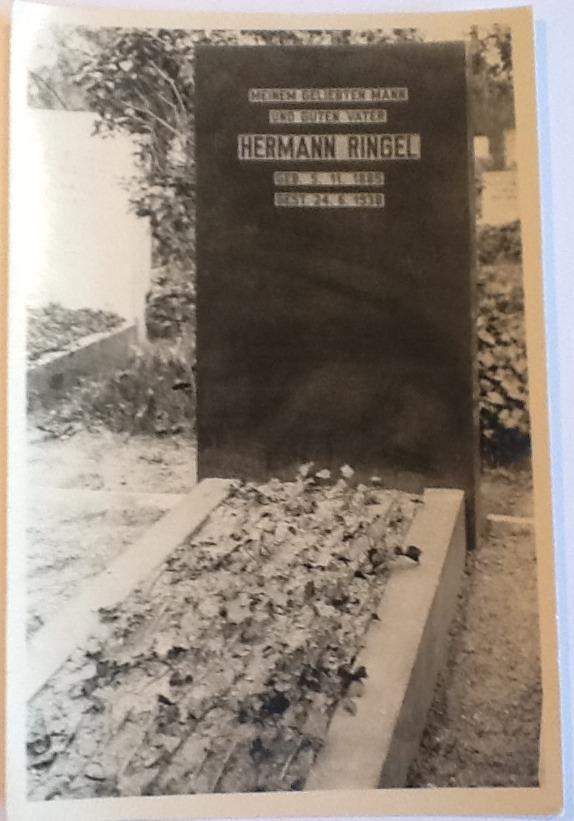 MEINEM GELIEBTEN MANN
UND GUTEN VATER
HERMANN RINGEL
GEB. 5. 11. 1885
GEST. 24. 6. 1938